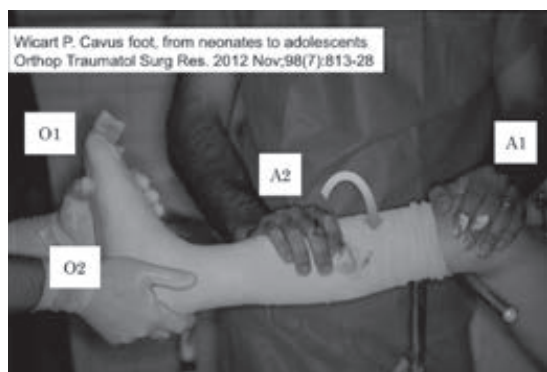 Wicart P. Cavus foot, from neonates to adolescents
Orthop Traumatol Surg Res. 2012 Nov;98(7):813-28
O1
A2
A1
O2